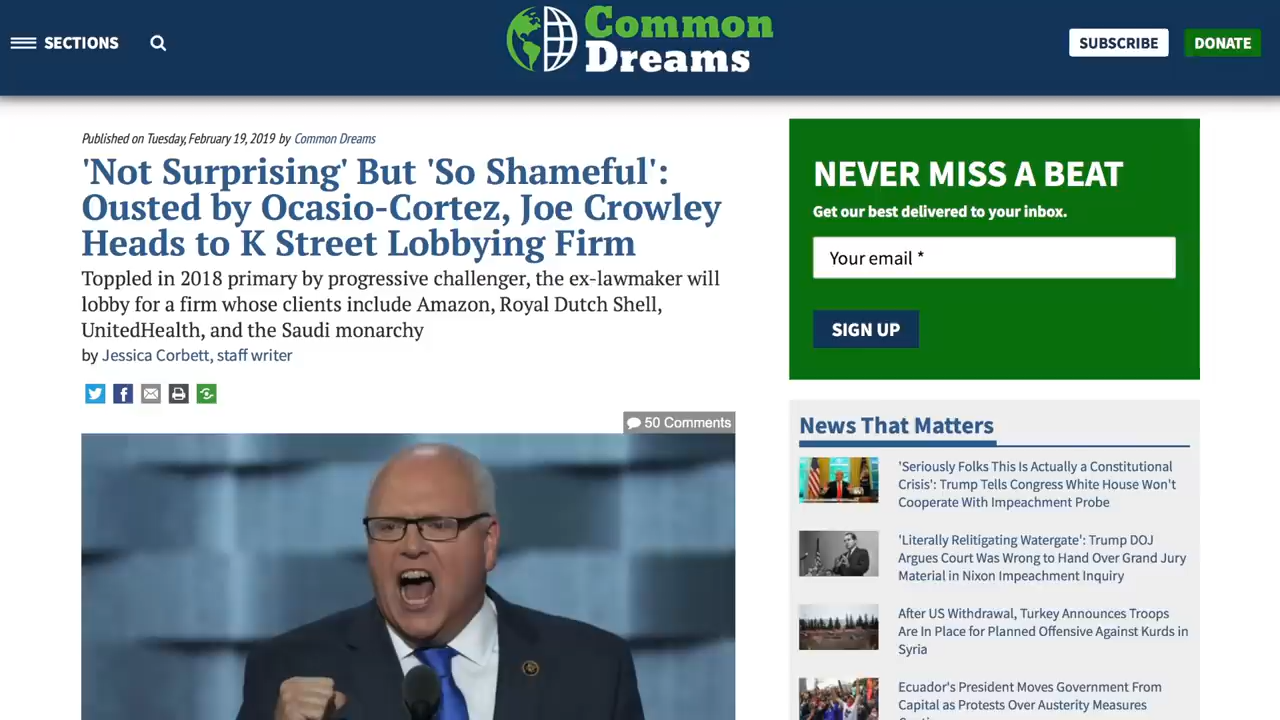 SECTIONS
Common
Dreams
SUBSCRIBE
DONATE
Published on Tuesday, February 19, 2019 by Common Dreams
'Not Surprising' But 'So Shameful':
Ousted by Ocasio-Cortez, Joe Crowley
Heads to K Street Lobbying Firm
Toppled in 2018 primary by progressive challenger, the ex-lawmaker will
lobby for a firm whose clients include Amazon, Royal Dutch Shell,
UnitedHealth, and the Saudi monarchy
by Jessica Corbett, staff writer
50 Comments
NEVER MISS A BEAT
Get our best delivered to your inbox.
Your email *
SIGN UP
News That Matters
'Seriously Folks This Is Actually a Constitutional
Crisis': Trump Tells Congress White House Won't
Cooperate With Impeachment Probe
'Literally Relitigating Watergate': Trump DOJ
Argues Court Was Wrong to Hand Over Grand Jury
Material in Nixon Impeachment Inquiry
After US Withdrawal, Turkey Announces Troops
Are In Place for Planned Offensive Against Kurds in
Syria
Ecuador's President Moves Government From
Capital as Protests Over Austerity Measures